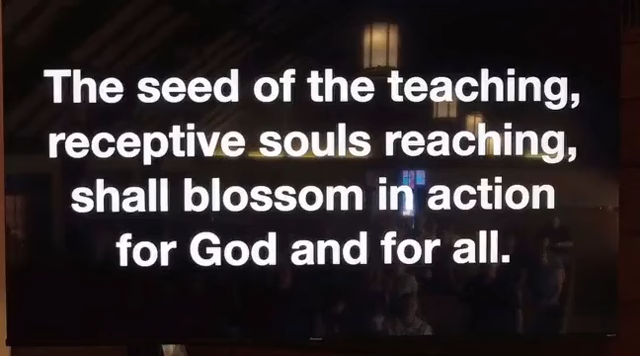 The seed of the teaching,
receptive souls reaching,
shall blossom in action
for God and for all.